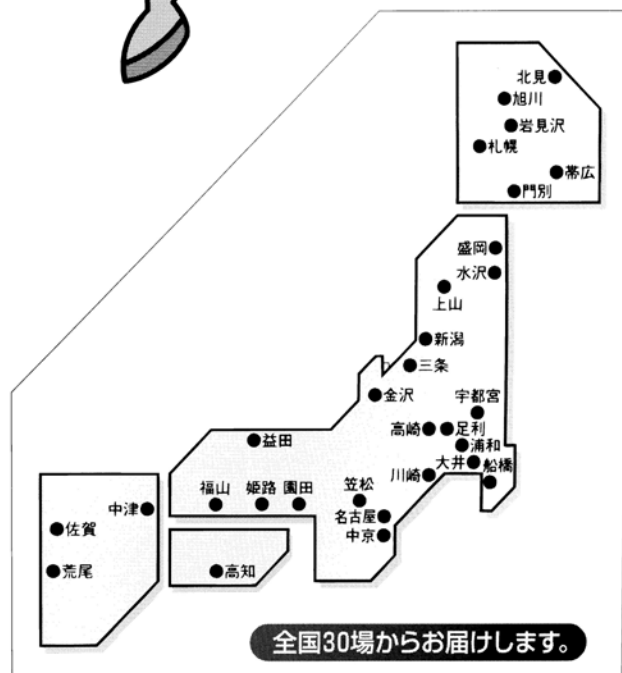 北見
旭川
岩見沢
札幌
帯広
門別
盛岡
水沢
上山
新潟
三条
金沢
宇都宮
高崎
足利
浦和
大井
船橋
川崎
益田
福山
姫路
園田
笠松
名古屋
中京
中津
佐賀
荒尾
高知
全国30場からお届けします。